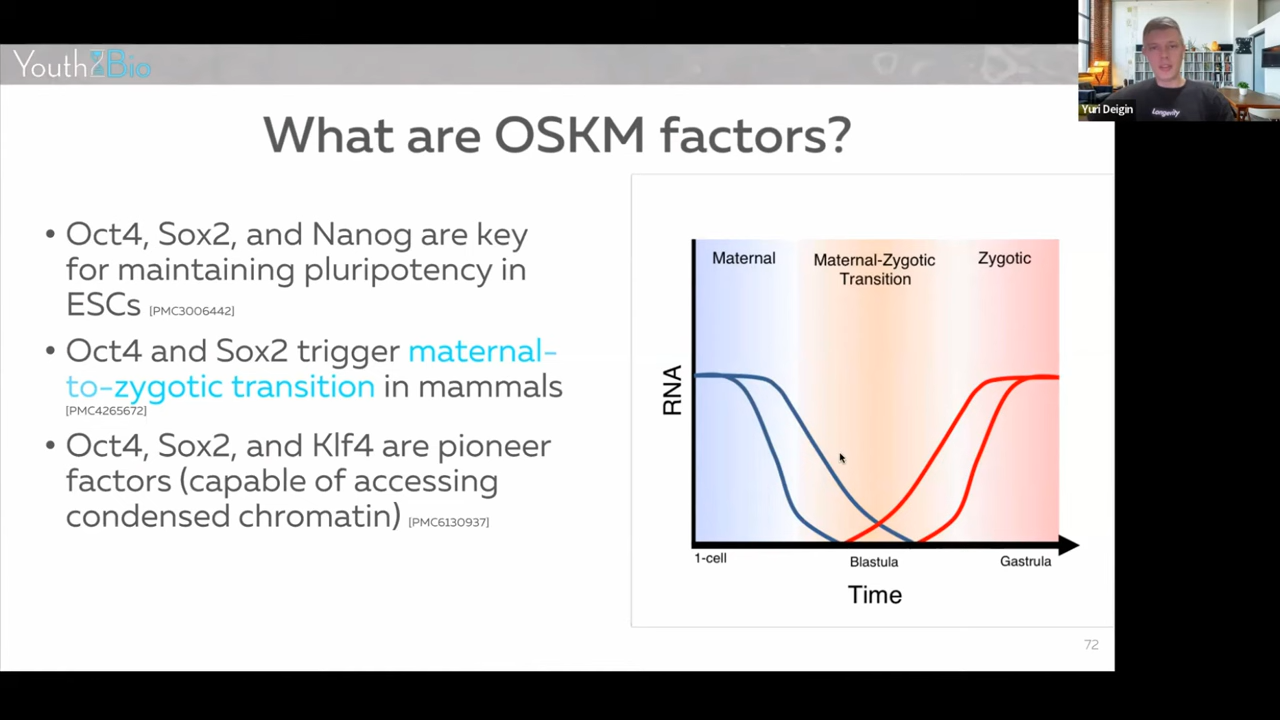 YouthBio
Yuri Deigin
Longevity
What are OSKM factors?
• Oct4, Sox2, and Nanog are key
for maintaining pluripotency in
ESCs [PMC3006442]
• Oct4 and Sox2 trigger maternal-
to-zygotic transition in mammals
[PMC4265672]
• Oct4, Sox2, and Klf4 are pioneer
factors (capable of accessing
condensed chromatin) [PMC6130937]
Maternal
Maternal-Zygotic
Transition
Zygotic
RNA
1-cell
Blastula
Gastrula
Time
72